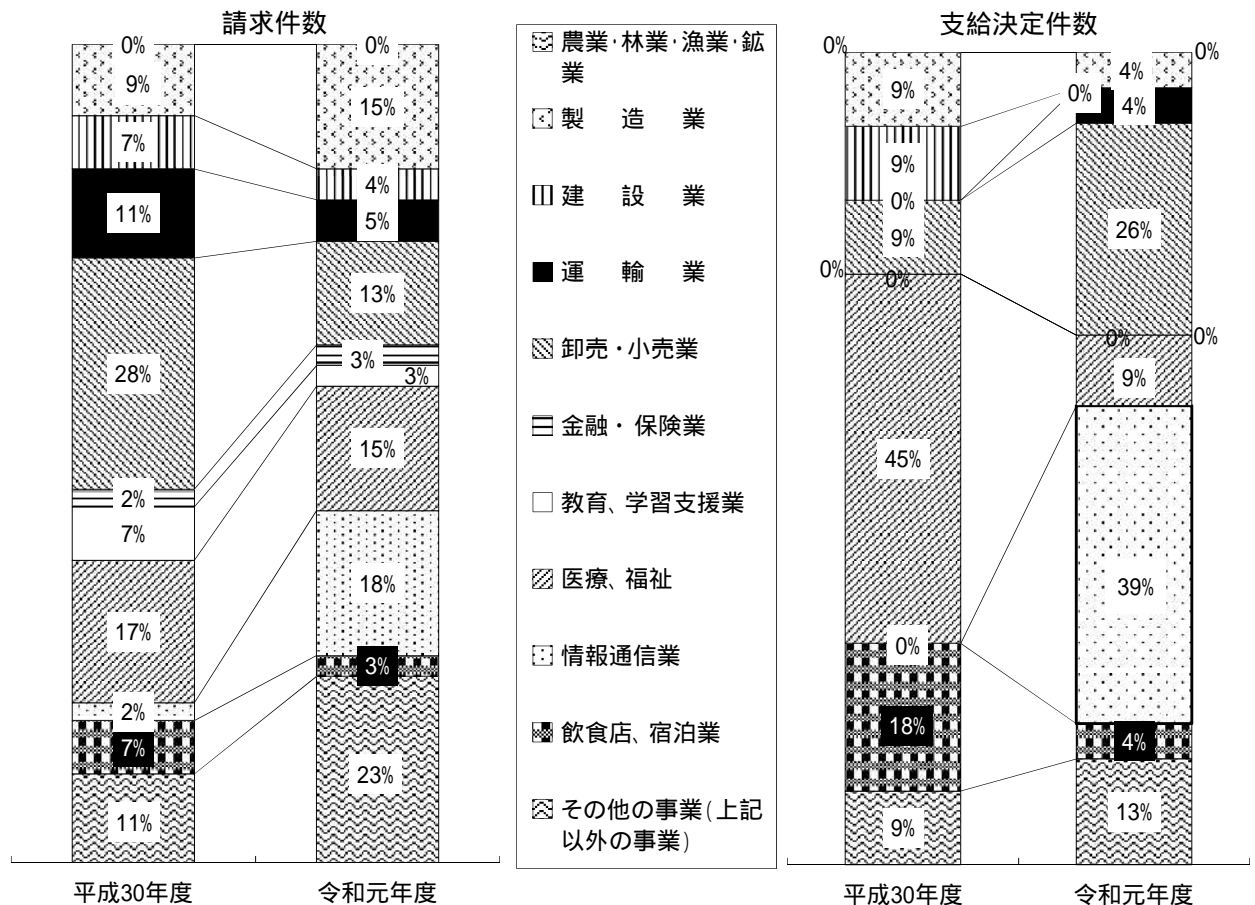 請求件数
0%
9%
7%
11%
28%
2%
7%
17%
2%
7%
11%
平成30年度
0%
15%
4%
5%
13%
3%
3%
15%
18%
3%
23%
令和元年度
農業・林業・漁業・鉱
業
製造業
建設業
運輸業
卸売・小売業
金融・保険業
教育、学習支援業
医療、福祉
情報通信業
飲食店、宿泊業
その他の事業(上記
以外の事業)
支給決定件数
0%
9%
9%
0%
9%
0%
0%
45%
0%
18%
9%
平成30年度
0%
4%
0%
4%
26%
0%
0%
9%
39%
4%
13%
令和元年度